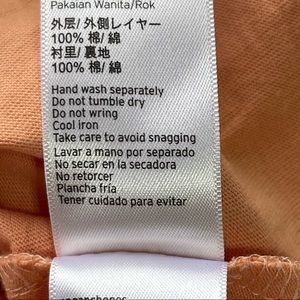 Pakaian Wanita/Rok
外层/ 外側レイヤー
100% 棉/ 綿
衬里/ 裏地
100% 棉/ 綿
Hand wash separately
Do not tumble dry
Do not wring
Cool iron
Take care to avoid snagging
Lavar a mano por separado
No secar en la secadora
No retorcer
Plancha fría
Tener cuidado para evitar